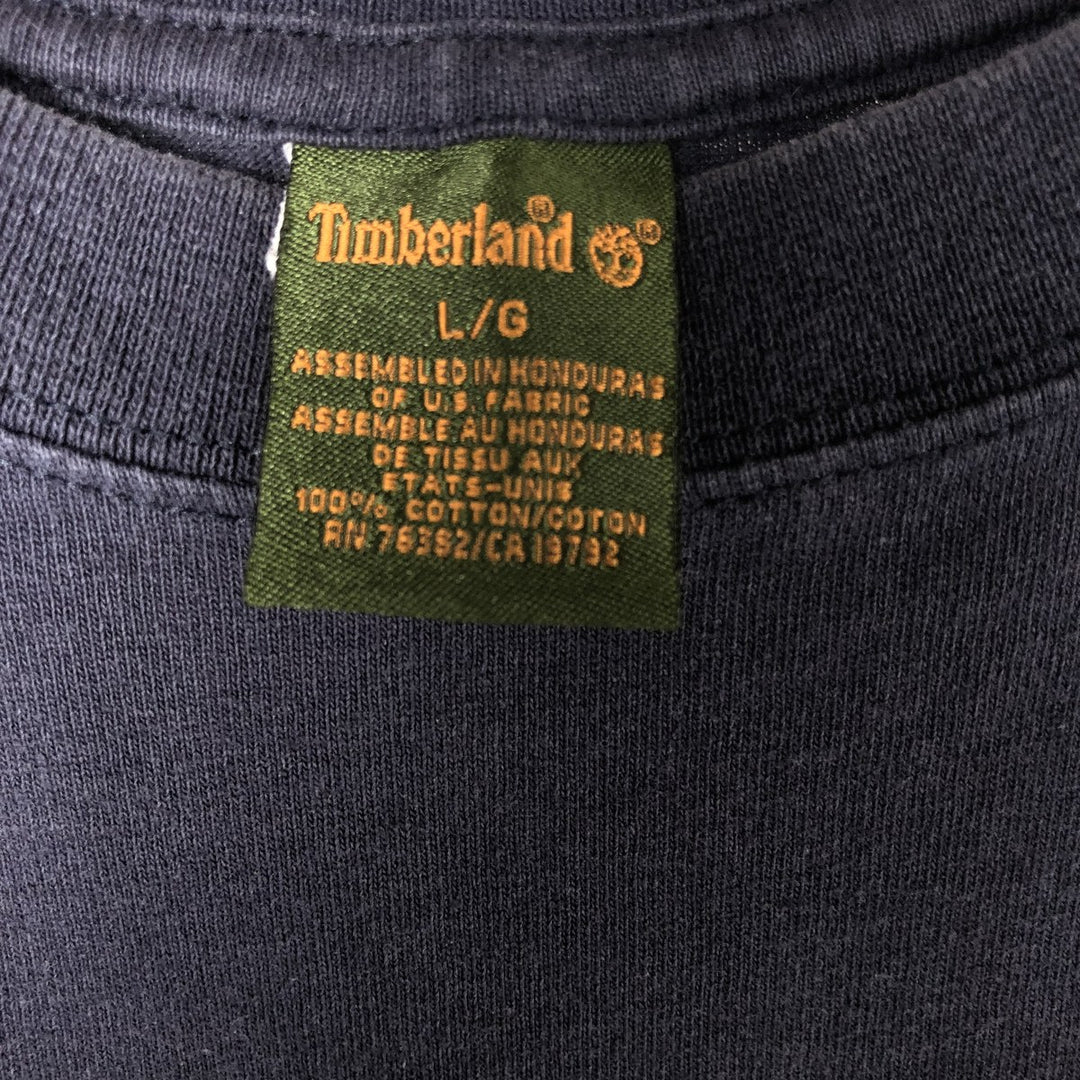 Timberland® ®
L/G
ASSEMBLED IN HONDURAS
OF U.S. FABRIC
ASSEMBLE AU HONDURAS
DE TISSU AUX
ETATS-UNIS
100% COTTON/COTON
RN 76392/CA 19792